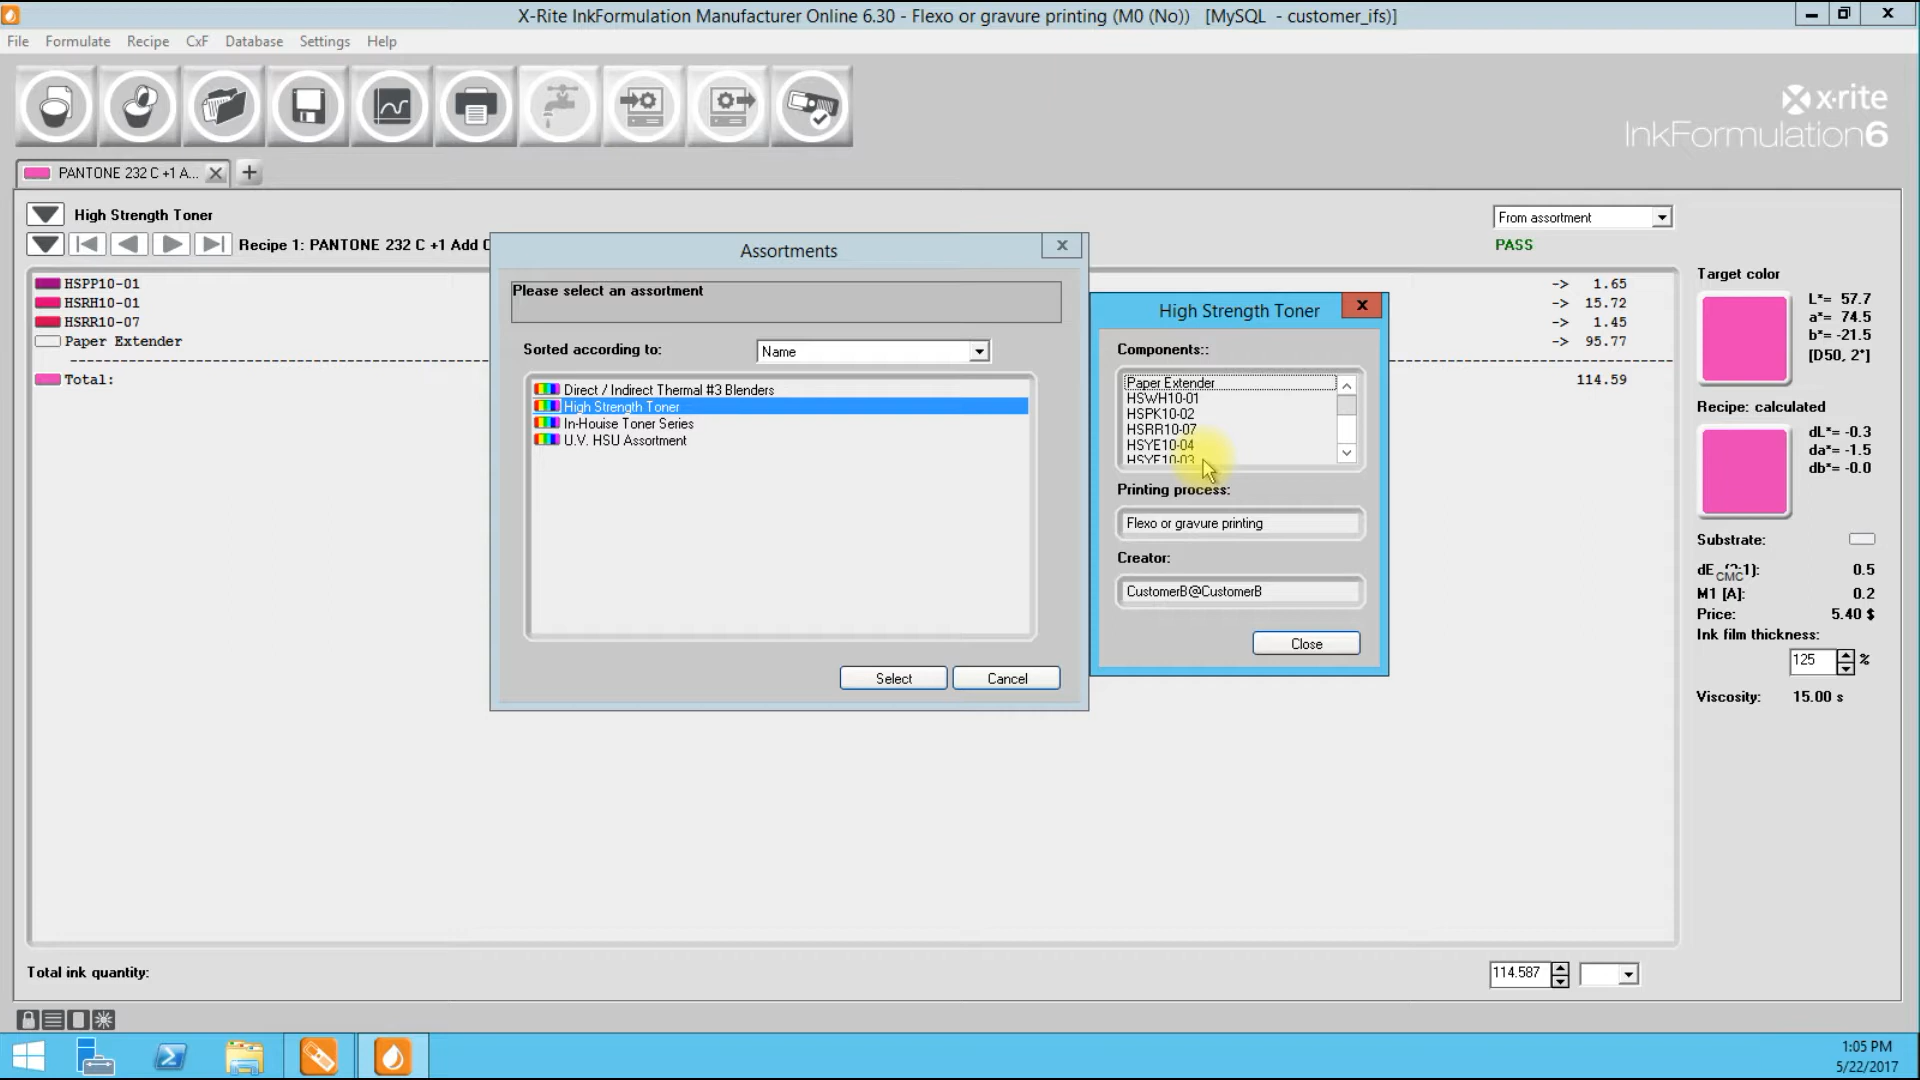 X-Rite InkFormulation Manufacturer Online 6.30 - Flexo or gravure printing (M0 (No)) [MySQL - customer_ifs)]
File Formulate Recipe CxF Database Settings Help
x·rite
InkFormulation6
PANTONE 232 C +1 A...
High Strength Toner
From assortment
Recipe 1: PANTONE 232 C +1 Add C
PASS
HSPP10-01 -> 1.65
HSRH10-01 -> 15.72
HSRR10-07 -> 1.45
Paper Extender -> 95.77
Total: 114.59
Assortments
Please select an assortment
Sorted according to: Name
Direct / Indirect Thermal #3 Blenders
High Strength Toner
In-Houise Toner Series
U.V. HSU Assortment
Select Cancel
High Strength Toner
Components::
Paper Extender
HSWH10-01
HSPK10-02
HSRR10-07
HSYE10-04
HSYE10-03
Printing process:
Flexo or gravure printing
Creator:
CustomerB@CustomerB
Close
Target color
L*= 57.7
a*= 74.5
b*= -21.5
[D50, 2*]
Recipe: calculated
dL*= -0.3
da*= -1.5
db*= -0.0
Substrate:
dE CMC (2:1): 0.5
M1 [A]: 0.2
Price: 5.40 $
Ink film thickness:
125 %
Viscosity: 15.00 s
Total ink quantity: 114.587
1:05 PM
5/22/2017